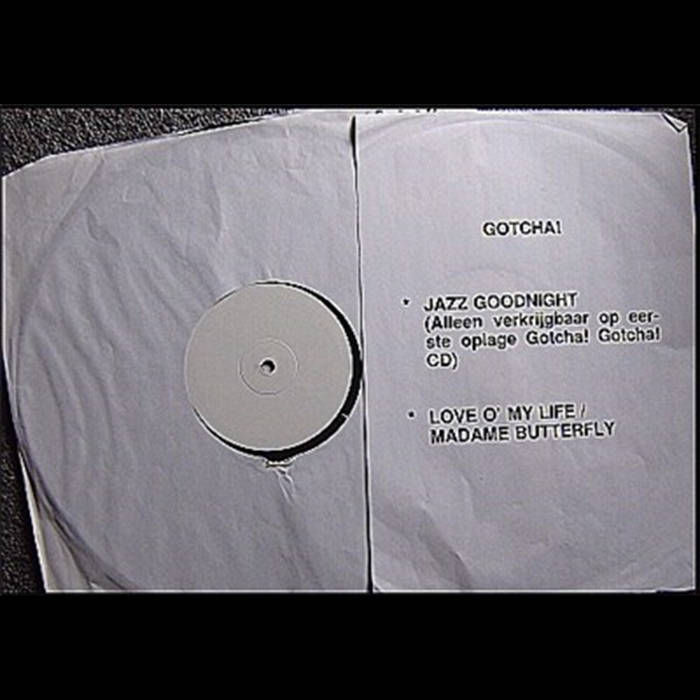 GOTCHA!
* JAZZ GOODNIGHT
(Alleen verkrijgbaar op eer-
ste oplage Gotcha! Gotcha!
CD)
* LOVE O' MY LIFE /
MADAME BUTTERFLY